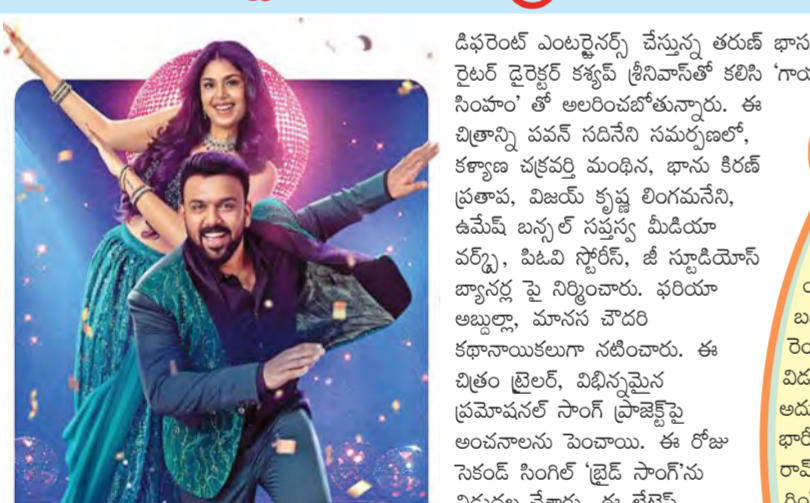 డిఫరెంట్ ఎంటర్టైనర్స్ చేస్తున్న తరుణ్
రైటర్ డైరెక్టర్ కశ్యప్ శ్రీనివాస్‌తో కలిసి
సింహం' తో అలరించబోతున్నారు. ఈ
చిత్రాన్ని పవన్ సదినేని సమర్పణలో,
కళ్యాణ చక్రవర్తి మంథిన, భాను కిరణ్
ప్రతాప, విజయ్ కృష్ణ లింగమనేని,
ఉమేష్ బన్సల్ సప్తస్వ మీడియా
వర్క్స్, పిఓవి స్టోరీస్, జీ స్టూడియోస్
బ్యానర్ల పై నిర్మించారు. ఫరియా
అబ్దుల్లా, మానస చౌదరి
కథానాయికలుగా నటించారు. ఈ
చిత్రం ట్రైలర్, విభిన్నమైన
ప్రమోషనల్ సాంగ్ ప్రాజెక్ట్‌పై
అంచనాలను పెంచాయి. ఈ రోజు
సెకండ్ సింగిల్ 'బ్రైడ్ సాంగ్'ను